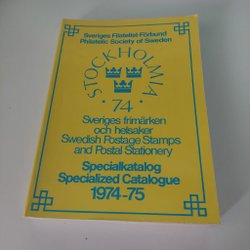 Sveriges Filatelist-Förbund
Philatelic Society of Sweden
STOCKHOLMIA
74
Sveriges frimärken
och helsaker
Swedish Postage Stamps
and Postal Stationery
Specialkatalog
Specialized Catalogue
1974-75